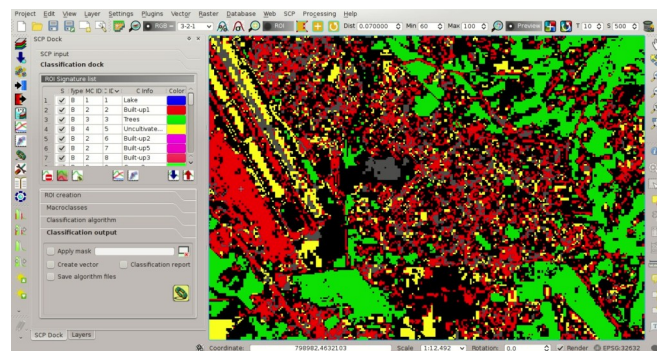 Project Edit View Layer Settings Plugins Vector Raster Database Web SCP Processing Help
RGB = 3-2-1 ROI Dist 0.070000 Min 60 Max 100 Preview T 10 S 500
SCP Dock
SCP input
Classification dock
ROI Signature list
S Type MC ID C Info Color
1 B 1 1 Lake
2 B 2 2 Built-up1
3 B 3 3 Trees
4 B 4 5 Uncultivate...
5 B 2 6 Built-up2
6 B 2 7 Built-up5
7 B 2 8 Built-up3
ROI creation
Macroclasses
Classification algorithm
Classification output
Apply mask
Create vector Classification report
Save algorithm files
SCP Dock Layers
Coordinate: 798982,4632103 Scale 1:12,492 Rotation: 0.0 Render EPSG:32632